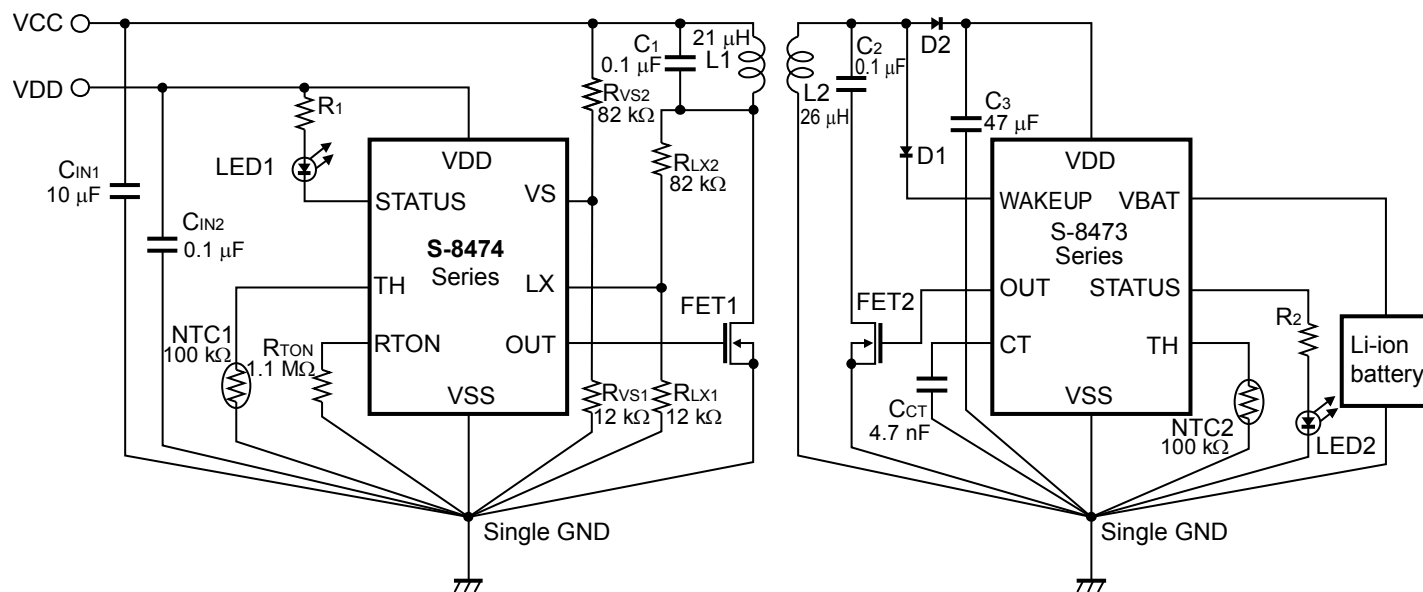 VCC
VDD
CIN1
10 μF
CIN2
0.1 μF
R1
LED1
NTC1
100 kΩ
RTON
1.1 MΩ
VDD
STATUS
VS
S-8474
Series
TH
LX
RTON
OUT
VSS
RVS2
82 kΩ
C1
0.1 μF
21 μH
L1
RLX2
82 kΩ
FET1
RVS1
12 kΩ
RLX1
12 kΩ
Single GND
L2
26 μH
C2
0.1 μF
D2
D1
C3
47 μF
FET2
CCT
4.7 nF
VDD
WAKEUP
VBAT
S-8473
Series
OUT
STATUS
CT
TH
VSS
R2
NTC2
100 kΩ
LED2
Li-ion
battery
Single GND